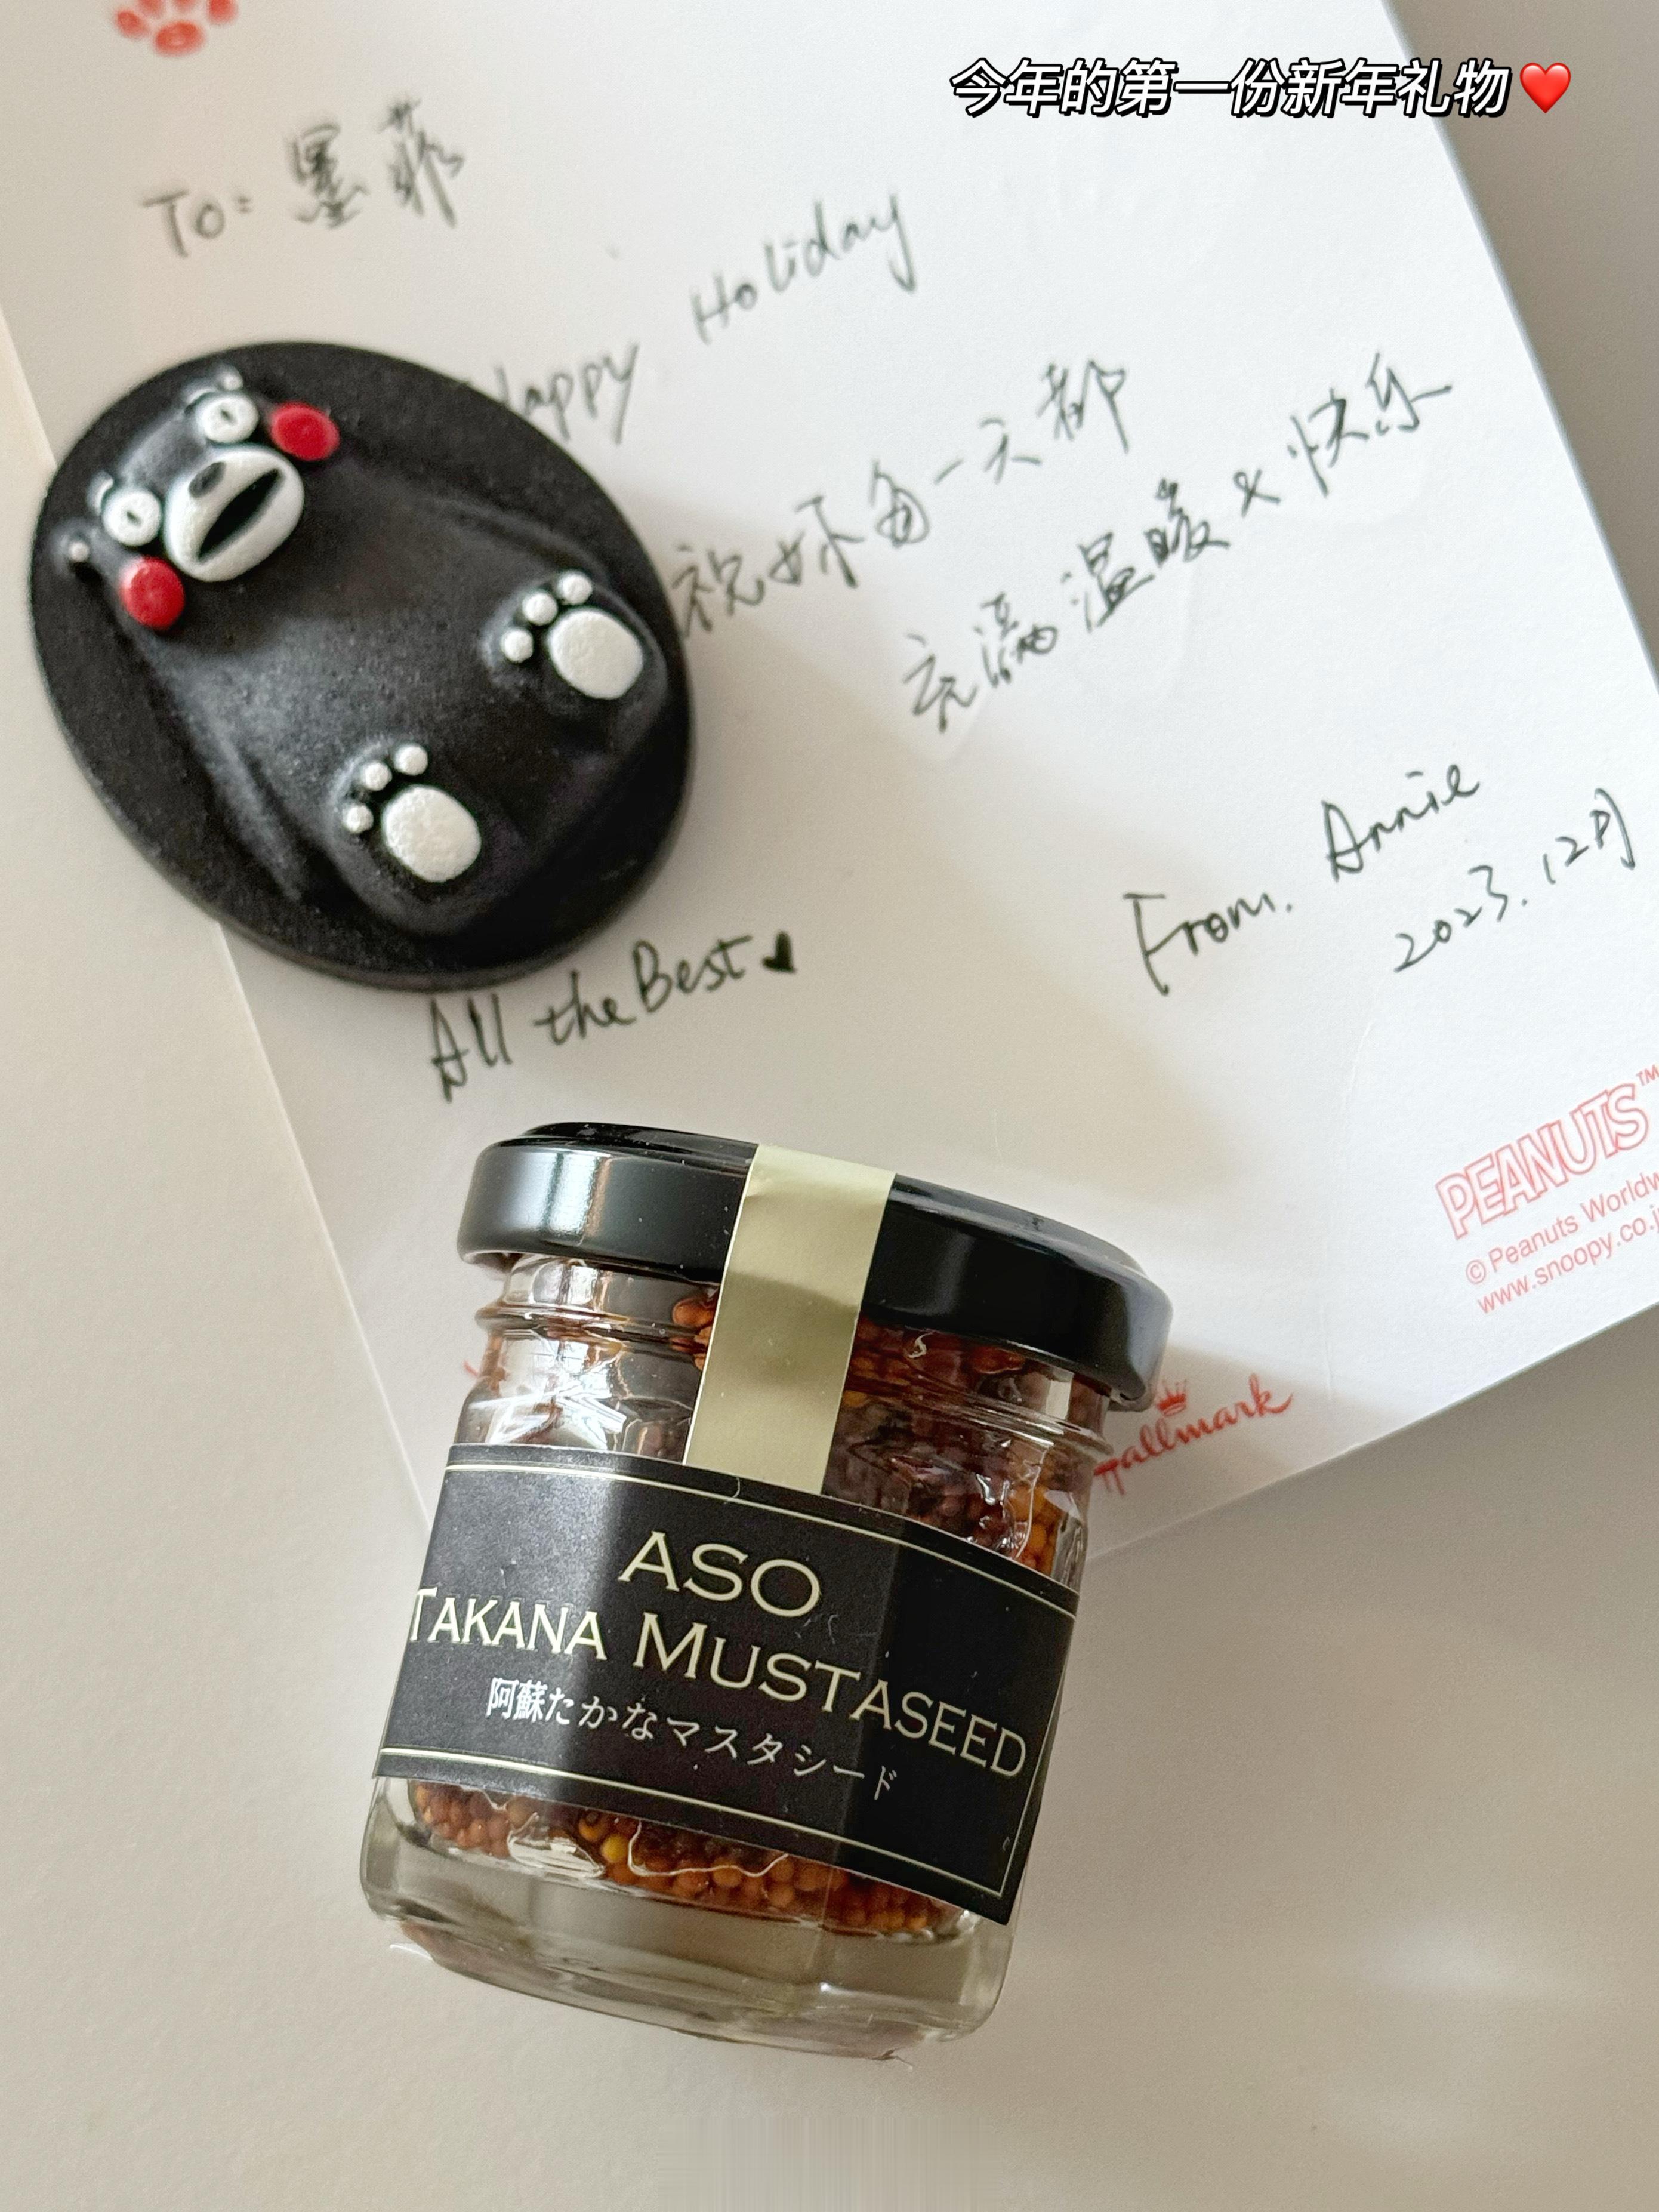 今年的第一份新年礼物❤️
To: 墨菲
Happy Holiday
祝妳每一天都
充满温暖&快乐
From. Annie
2023.12月
All the Best♥
PEANUTS™
© Peanuts Worldw
www.snoopy.co.j
Hallmark
ASO
TAKANA MUSTASEED
阿蘇たかなマスタシード